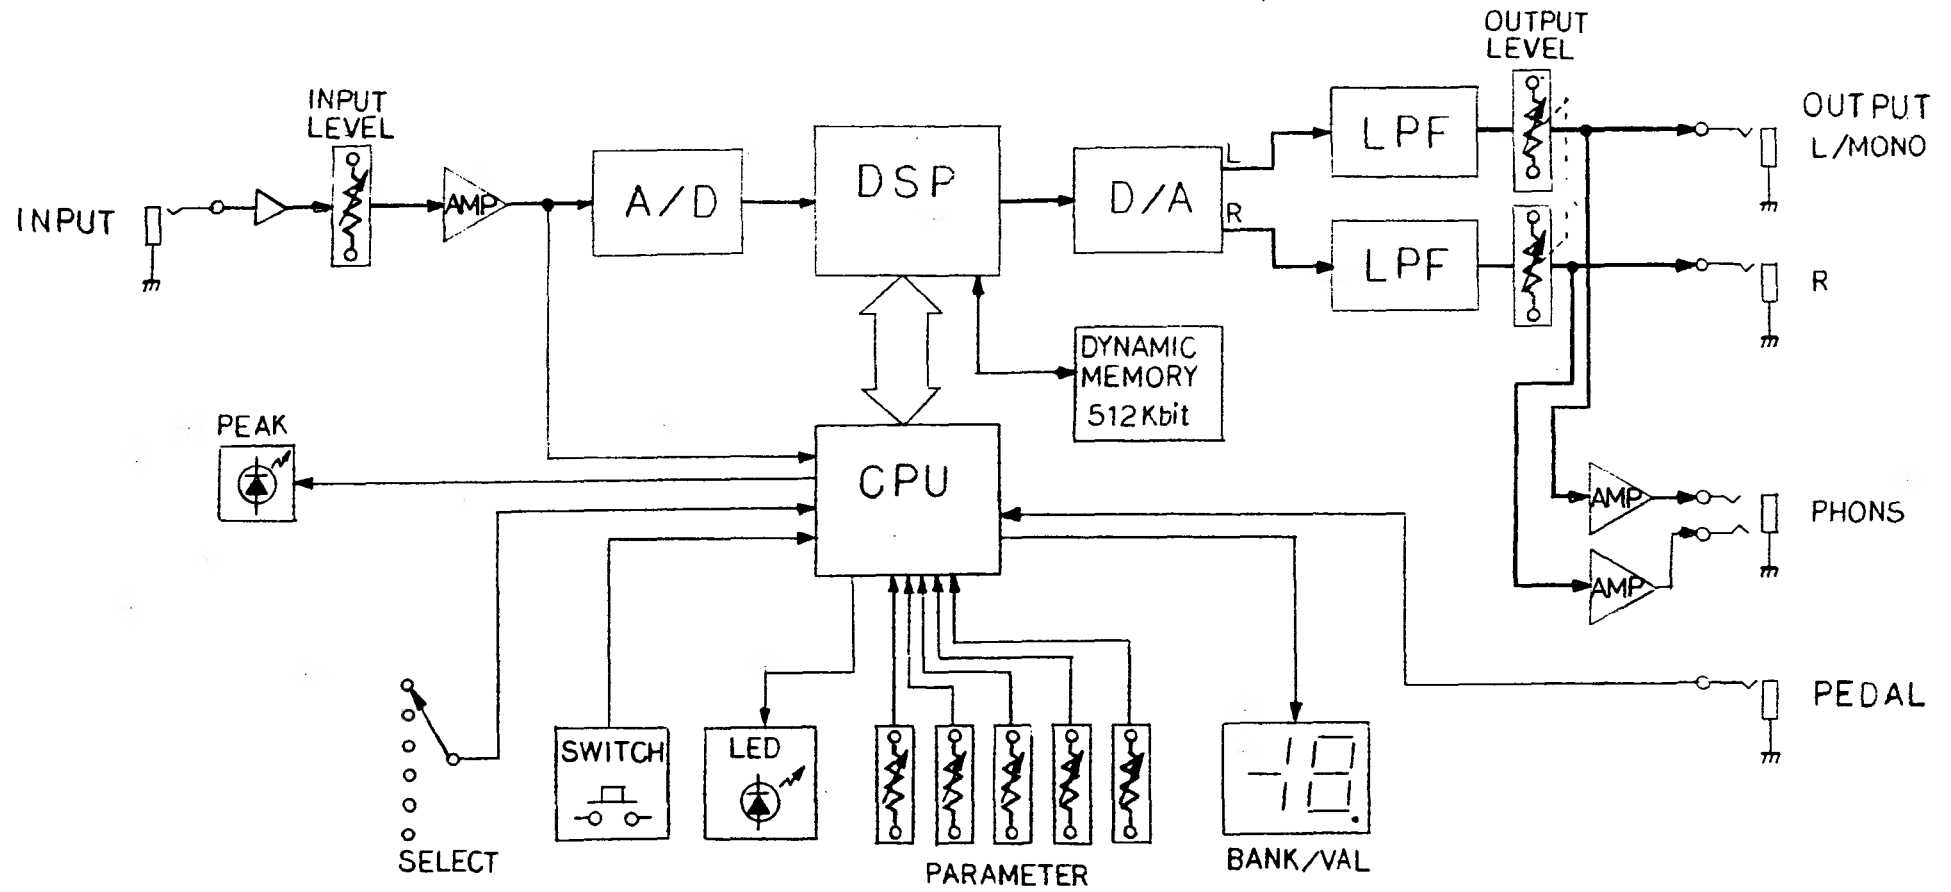 OUTPUT
LEVEL
INPUT
LEVEL
OUTPUT
L/MONO
LPF
DSP
AMP
A/D
D/A
L
R
INPUT
LPF
R
DYNAMIC
MEMORY
512Kbit
PEAK
CPU
AMP
PHONS
AMP
PEDAL
SWITCH
LED
-18.
SELECT
PARAMETER
BANK/VAL